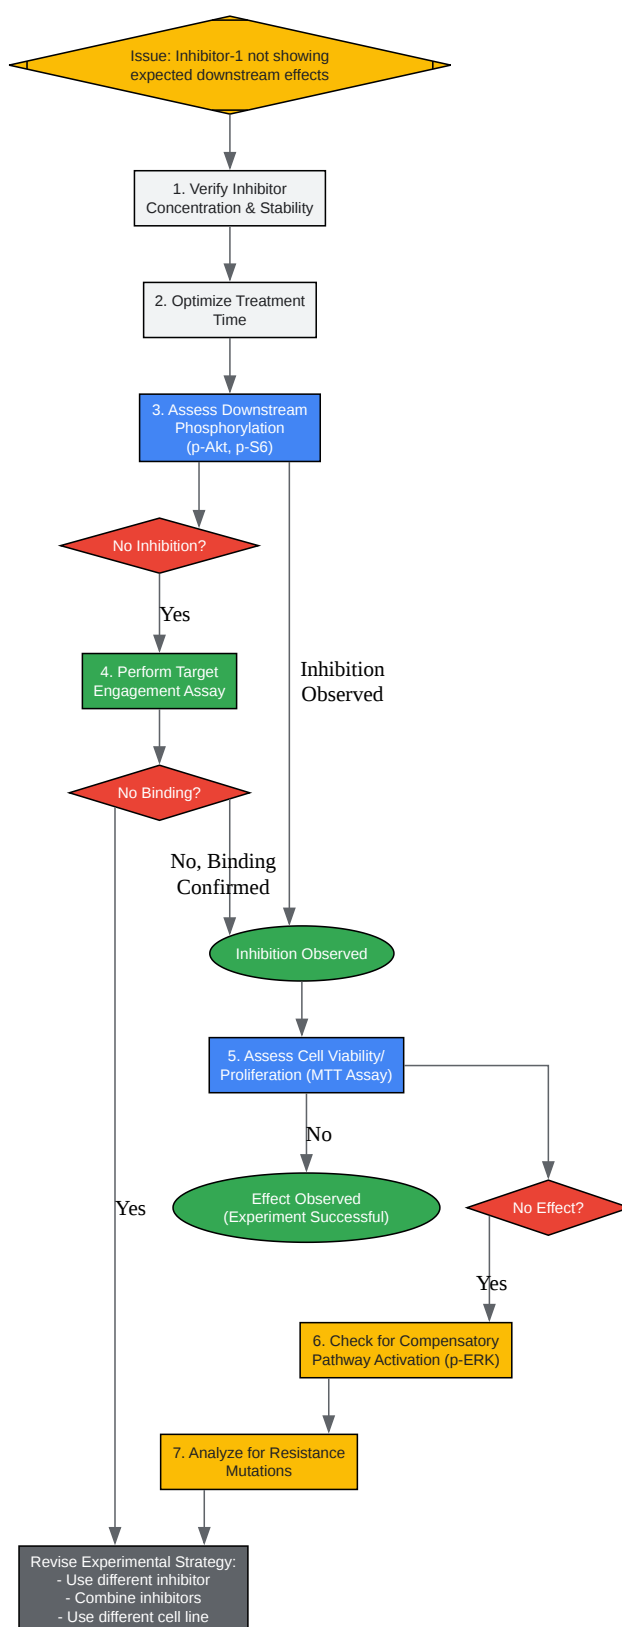 Issue: Inhibitor-1 not showing
expected downstream effects
1. Verify Inhibitor
Concentration & Stability
2. Optimize Treatment
Time
3. Assess Downstream
Phosphorylation
(p-Akt, p-S6)
No Inhibition?
Yes
4. Perform Target
Engagement Assay
Inhibition
Observed
No Binding?
No, Binding
Confirmed
Inhibition Observed
5. Assess Cell Viability/
Proliferation (MTT Assay)
No
Effect Observed
(Experiment Successful)
No Effect?
Yes
Yes
6. Check for Compensatory
Pathway Activation (p-ERK)
7. Analyze for Resistance
Mutations
Revise Experimental Strategy:
- Use different inhibitor
- Combine inhibitors
- Use different cell line